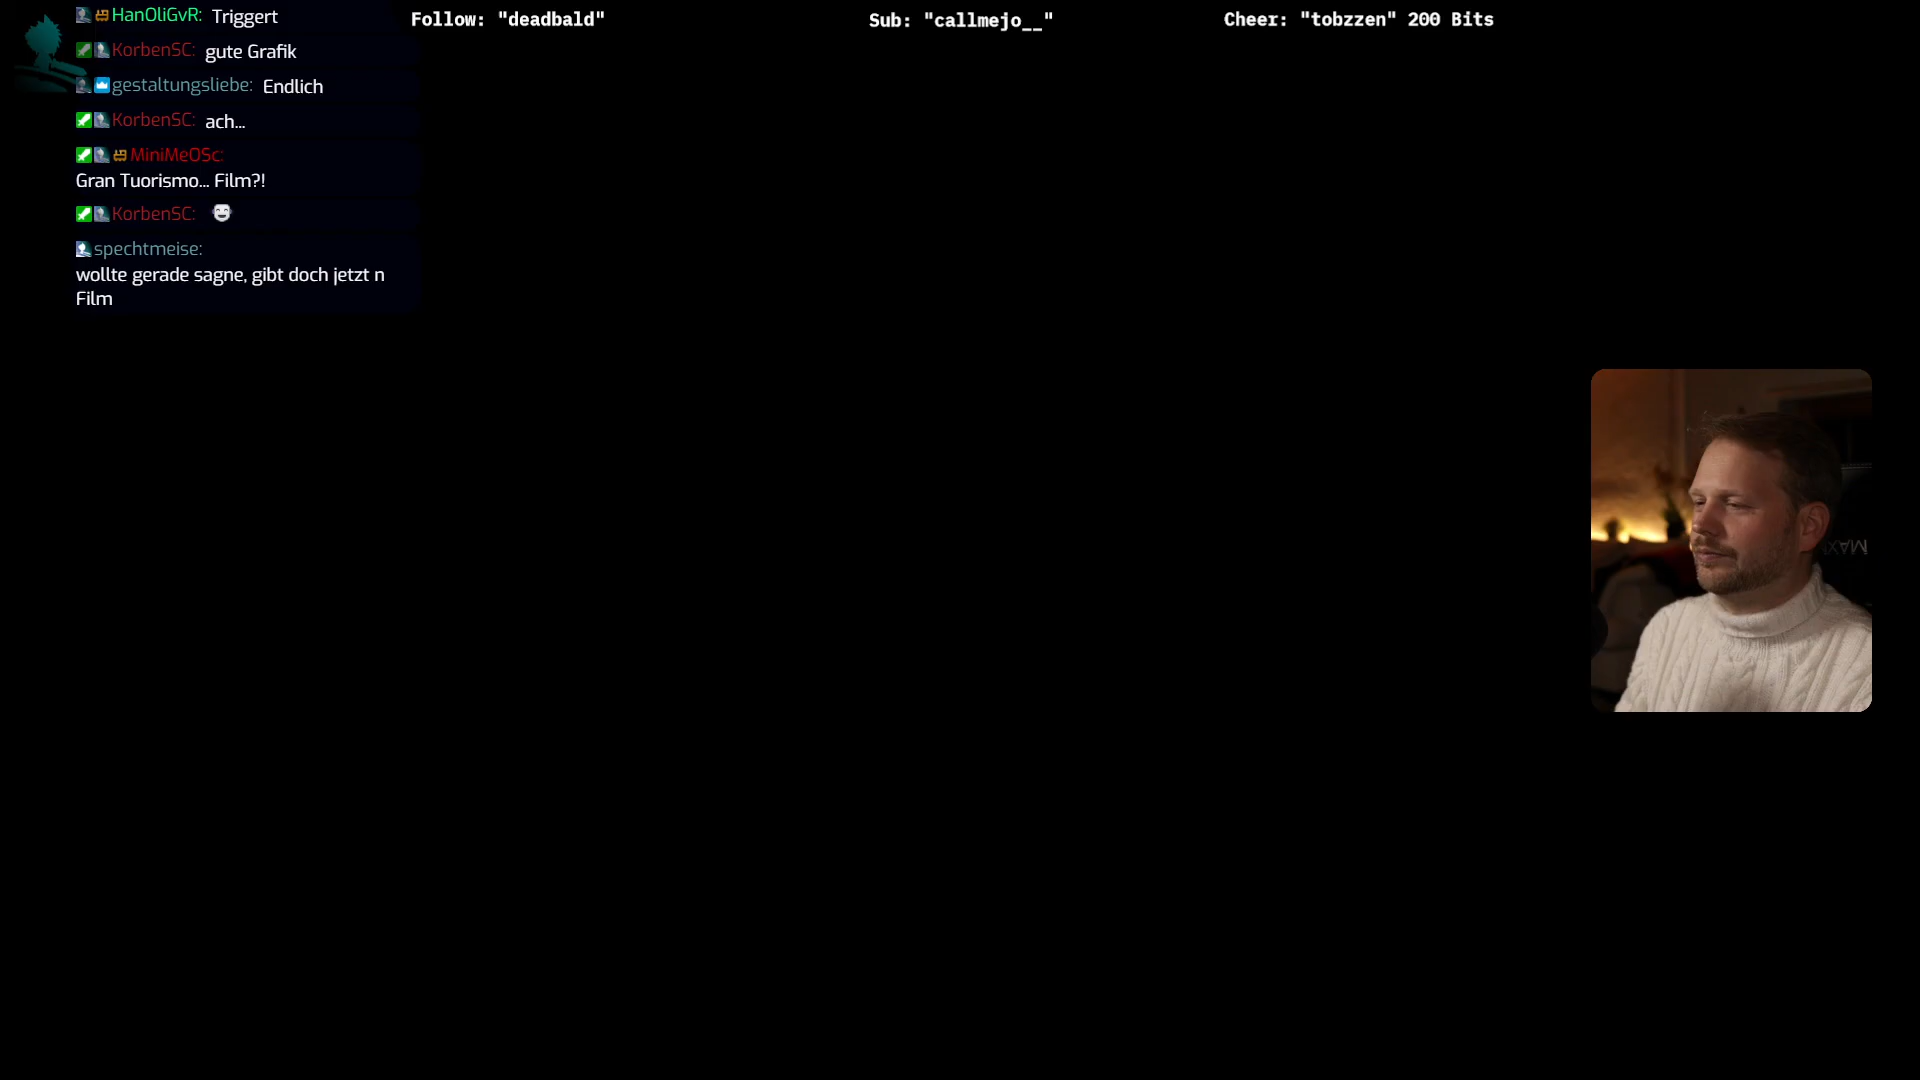 HanOliGvR: Triggert
Follow: "deadbald"
Sub: "callmejo__"
Cheer: "tobzzen" 200 Bits
KorbenSC: gute Grafik
gestaltungsliebe: Endlich
KorbenSC: ach...
MiniMeOSc:
Gran Tuorismo... Film?!
KorbenSC:
spechtmeise:
wollte gerade sagne, gibt doch jetzt n
Film